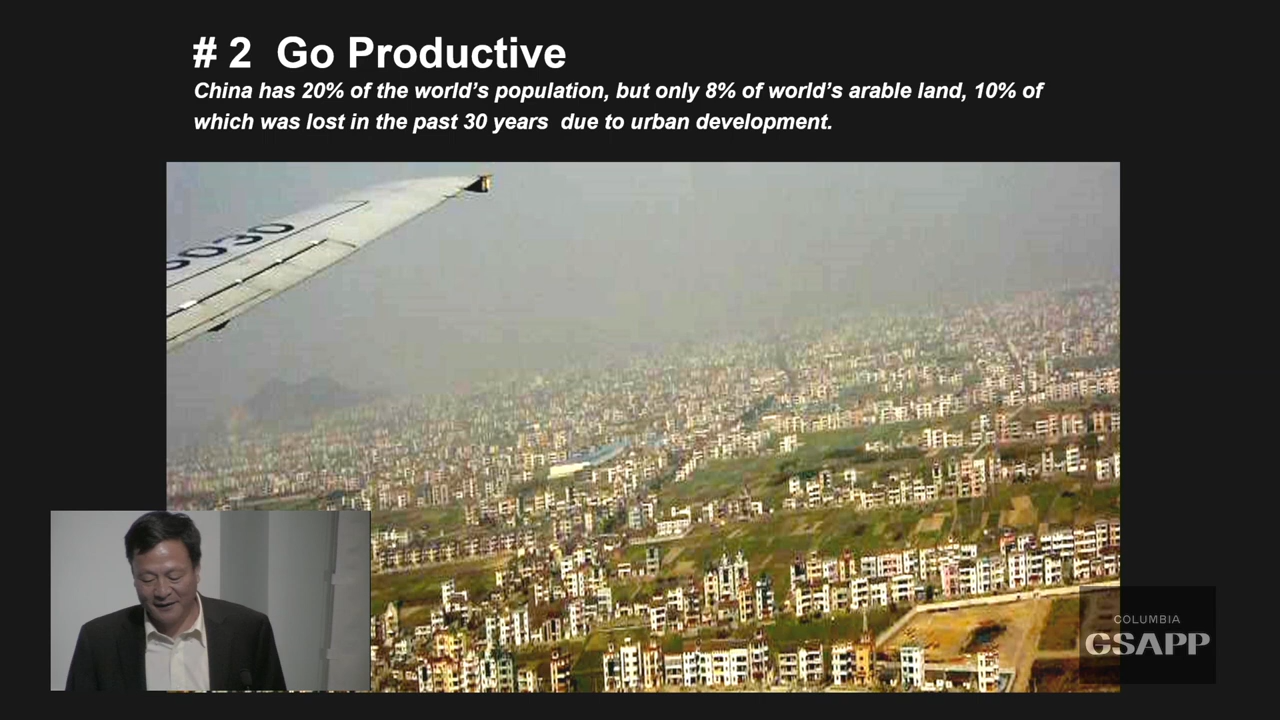 # 2 Go Productive
China has 20% of the world’s population, but only 8% of world’s arable land, 10% of
which was lost in the past 30 years due to urban development.
COLUMBIA
GSAPP